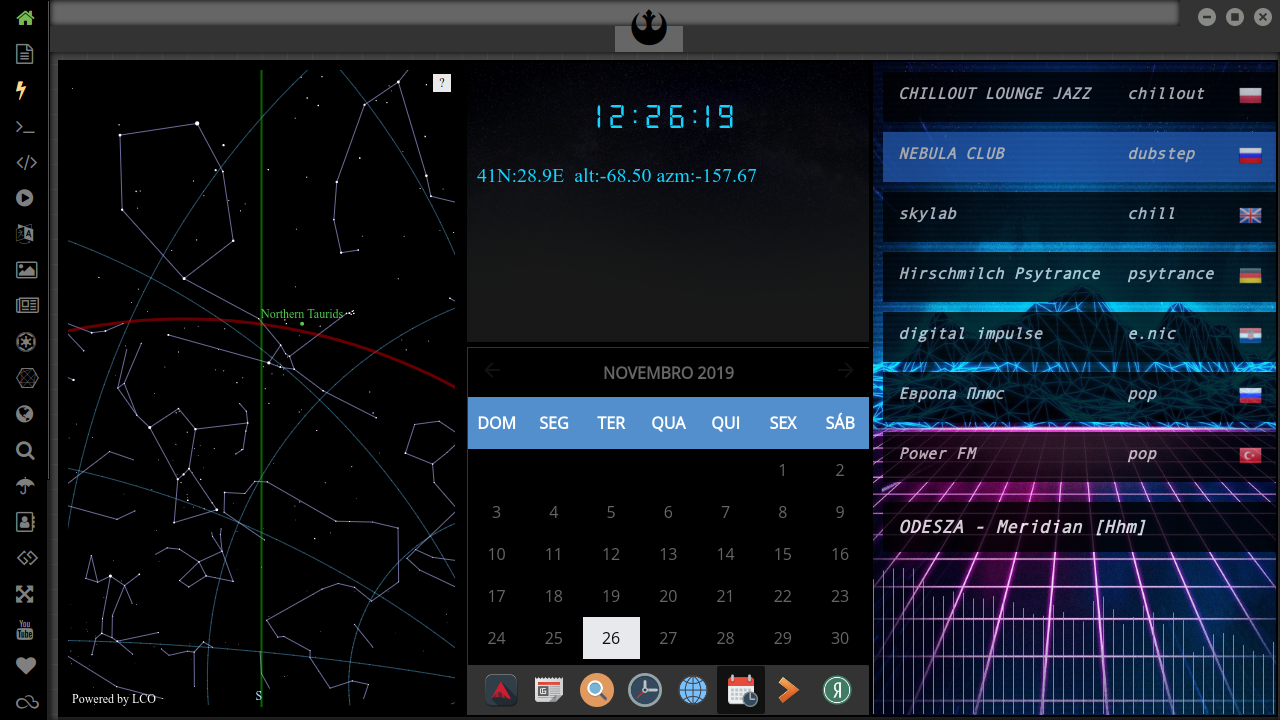 ?
Northern Taurids
Powered by LCO
S
12:26:19
41N:28.9E alt:-68.50 azm:-157.67
NOVEMBRO 2019
DOM SEG TER QUA QUI SEX SÁB
1 2
3 4 5 6 7 8 9
10 11 12 13 14 15 16
17 18 19 20 21 22 23
24 25 26 27 28 29 30
Я
CHILLOUT LOUNGE JAZZ chillout
NEBULA CLUB dubstep
skylab chill
Hirschmilch Psytrance psytrance
digital impulse e.nic
Европа Плюс pop
Power FM pop
ODESZA - Meridian [Hhm]
You
Tube